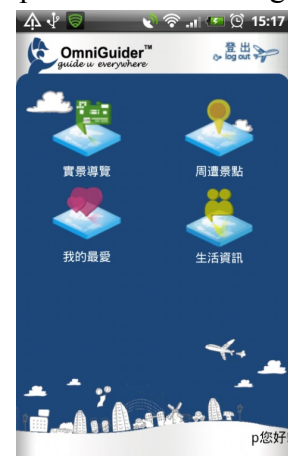 15:17
OmniGuider™
guide u everywhere
登出
log out
實景導覽
周遭景點
我的最愛
生活資訊
p您好!